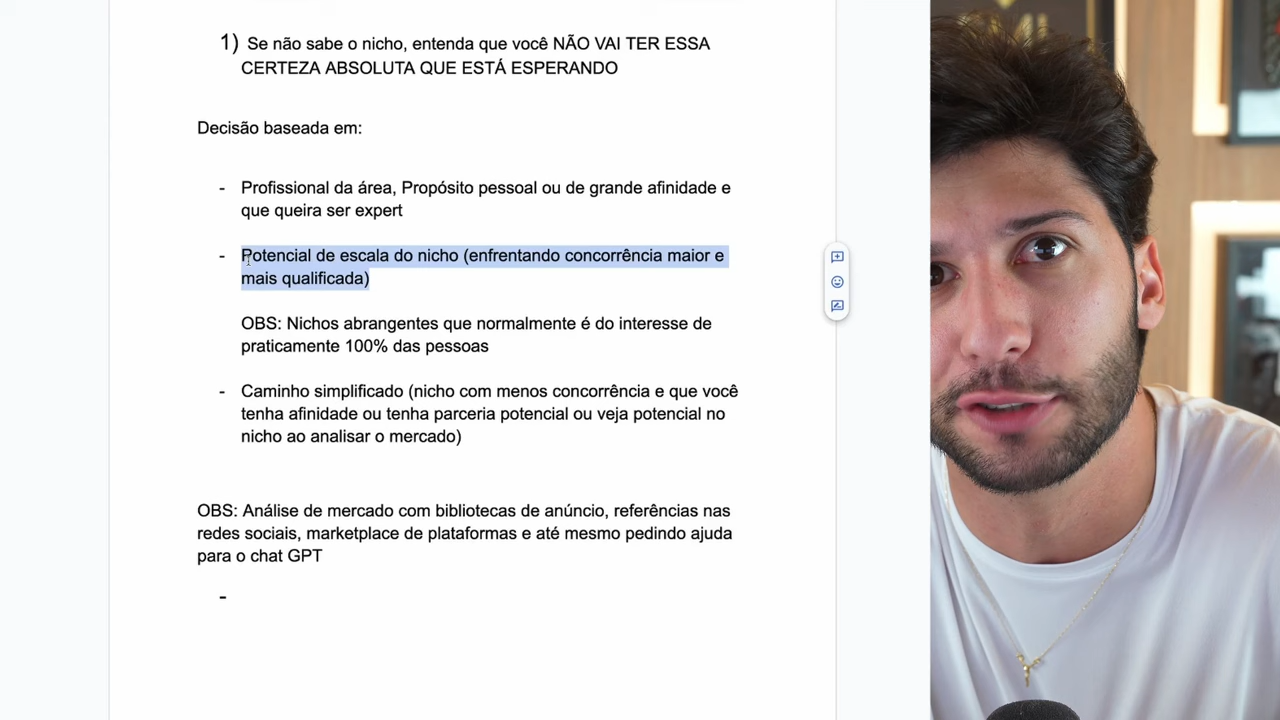 1) Se não sabe o nicho, entenda que você NÃO VAI TER ESSA
CERTEZA ABSOLUTA QUE ESTÁ ESPERANDO
Decisão baseada em:
- Profissional da área, Propósito pessoal ou de grande afinidade e
que queira ser expert
- Potencial de escala do nicho (enfrentando concorrência maior e
mais qualificada)
OBS: Nichos abrangentes que normalmente é do interesse de
praticamente 100% das pessoas
- Caminho simplificado (nicho com menos concorrência e que você
tenha afinidade ou tenha parceria potencial ou veja potencial no
nicho ao analisar o mercado)
OBS: Análise de mercado com bibliotecas de anúncio, referências nas
redes sociais, marketplace de plataformas e até mesmo pedindo ajuda
para o chat GPT
-